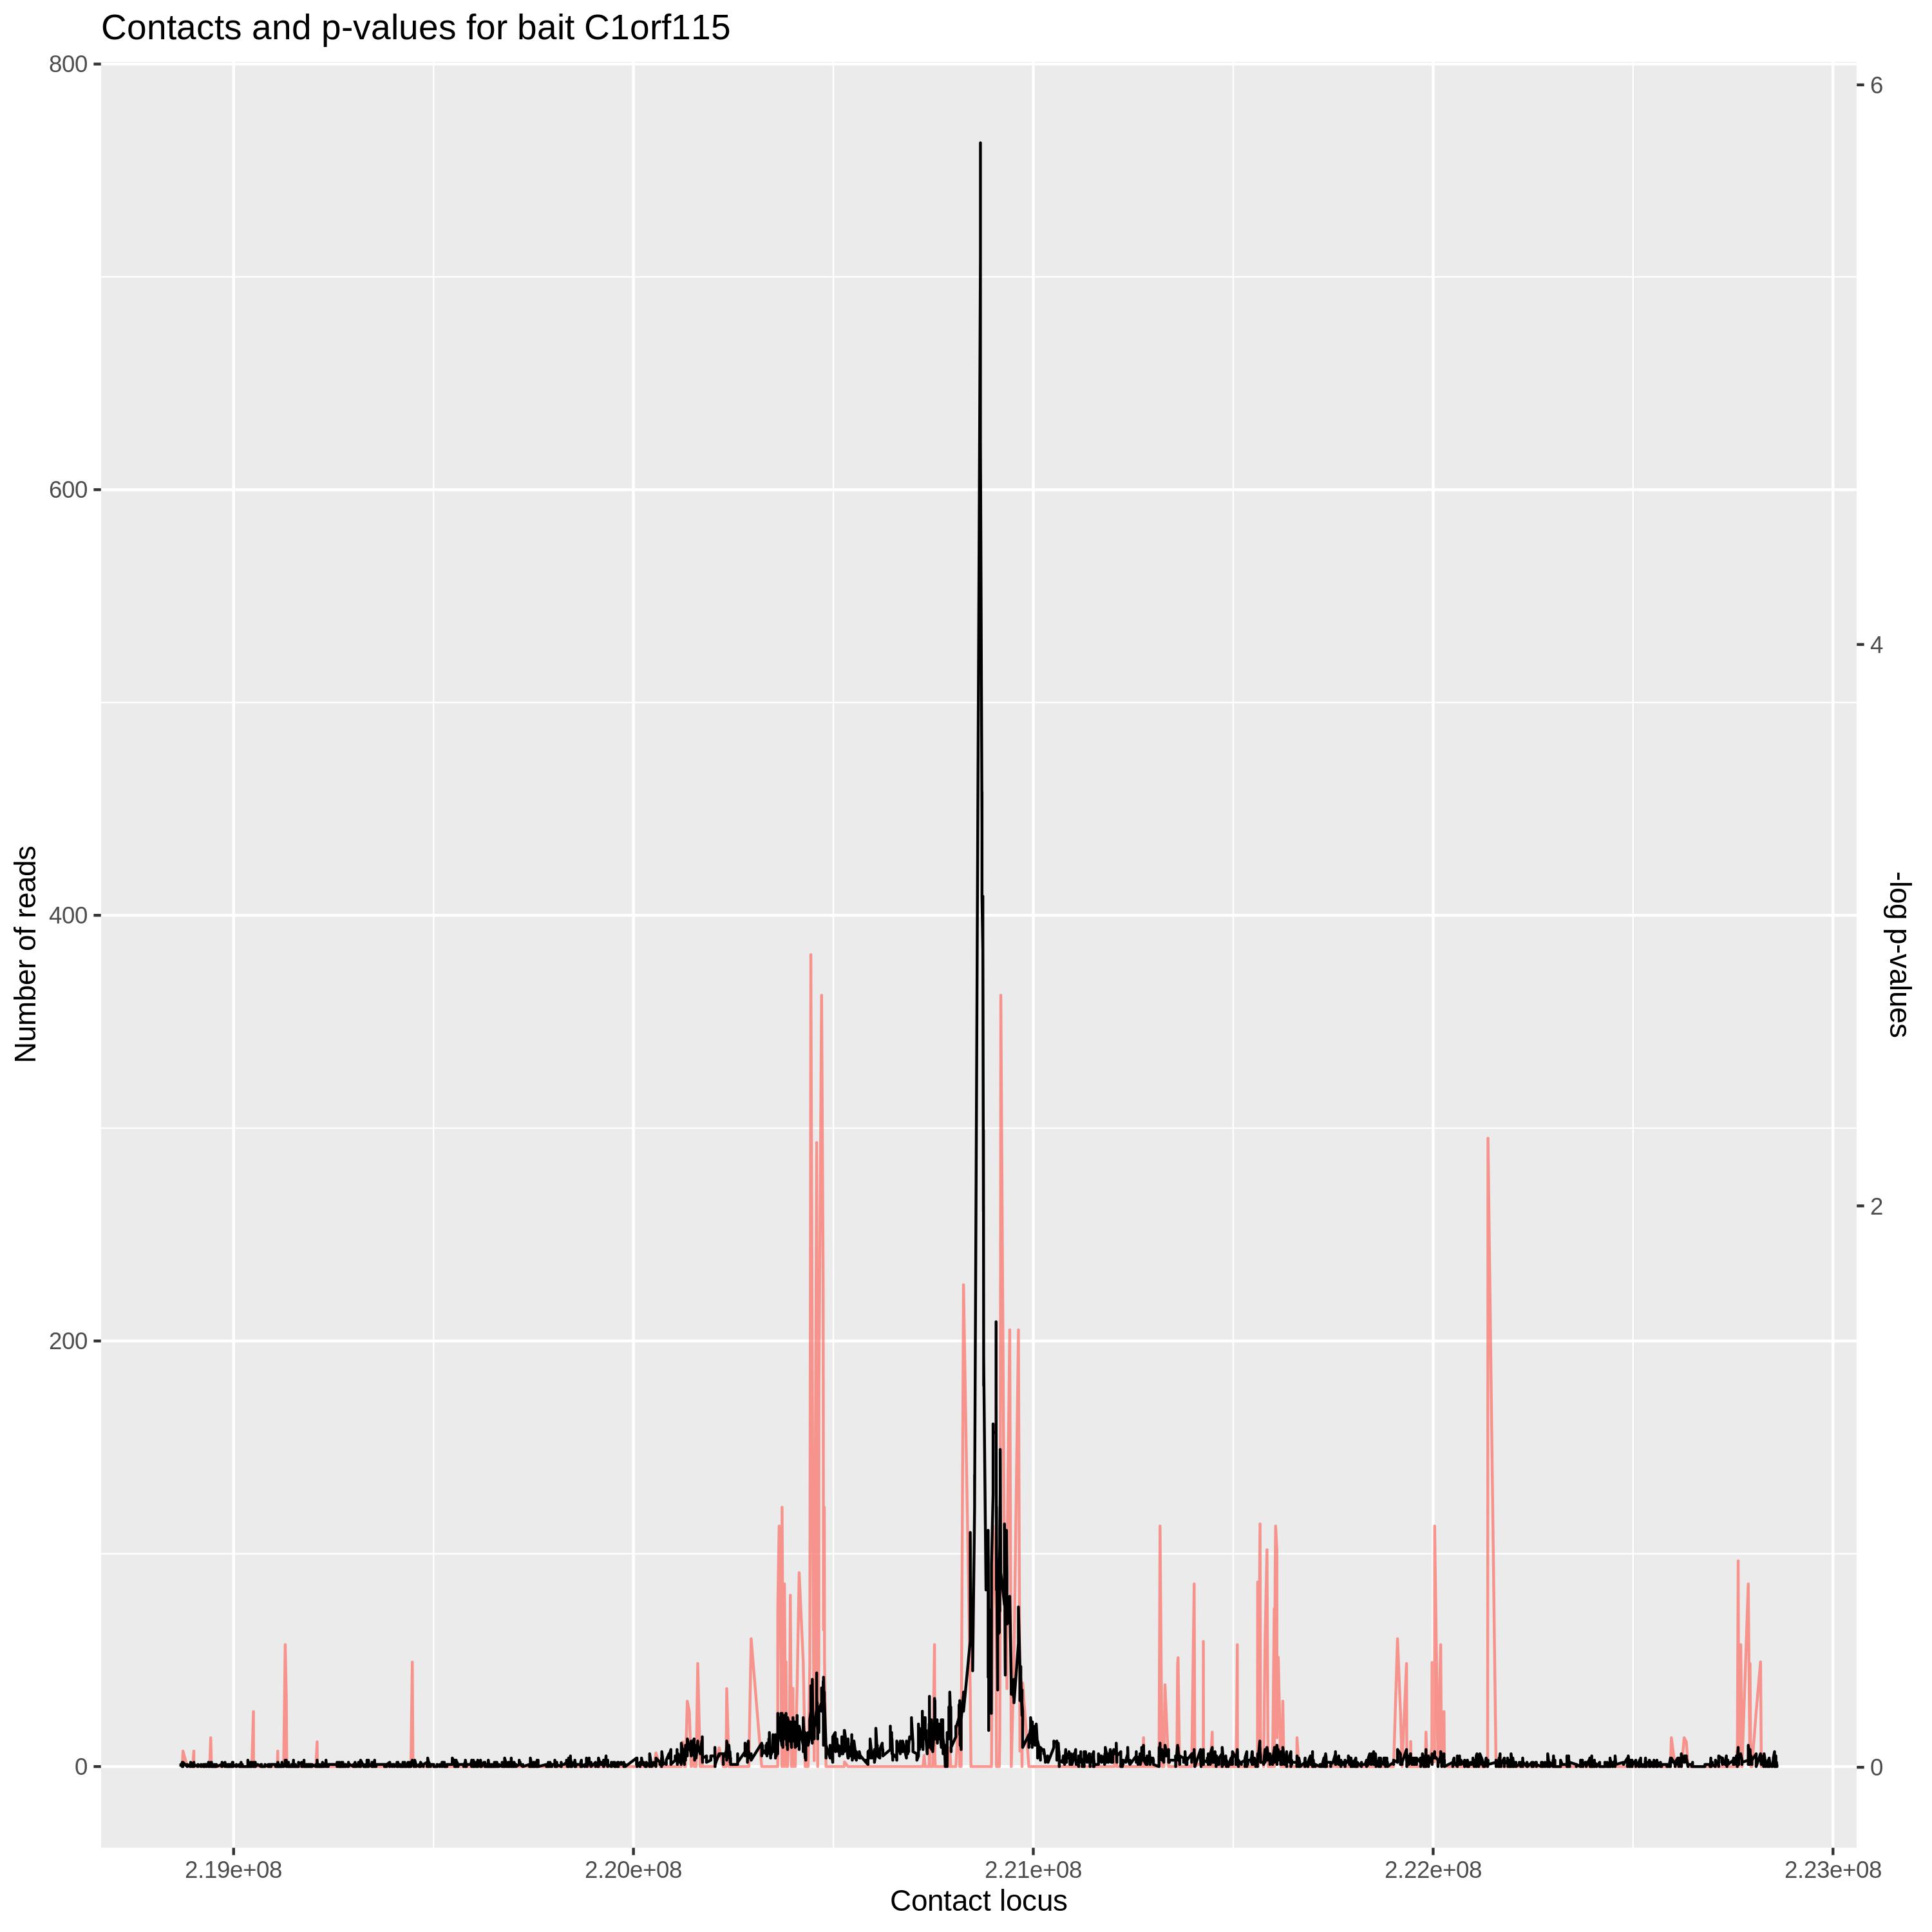 Contacts and p-values for bait C1orf115
800
600
400
200
0
Number of reads
6
4
2
0
-log p-values
2.19e+08 2.20e+08 2.21e+08 2.22e+08 2.23e+08
Contact locus